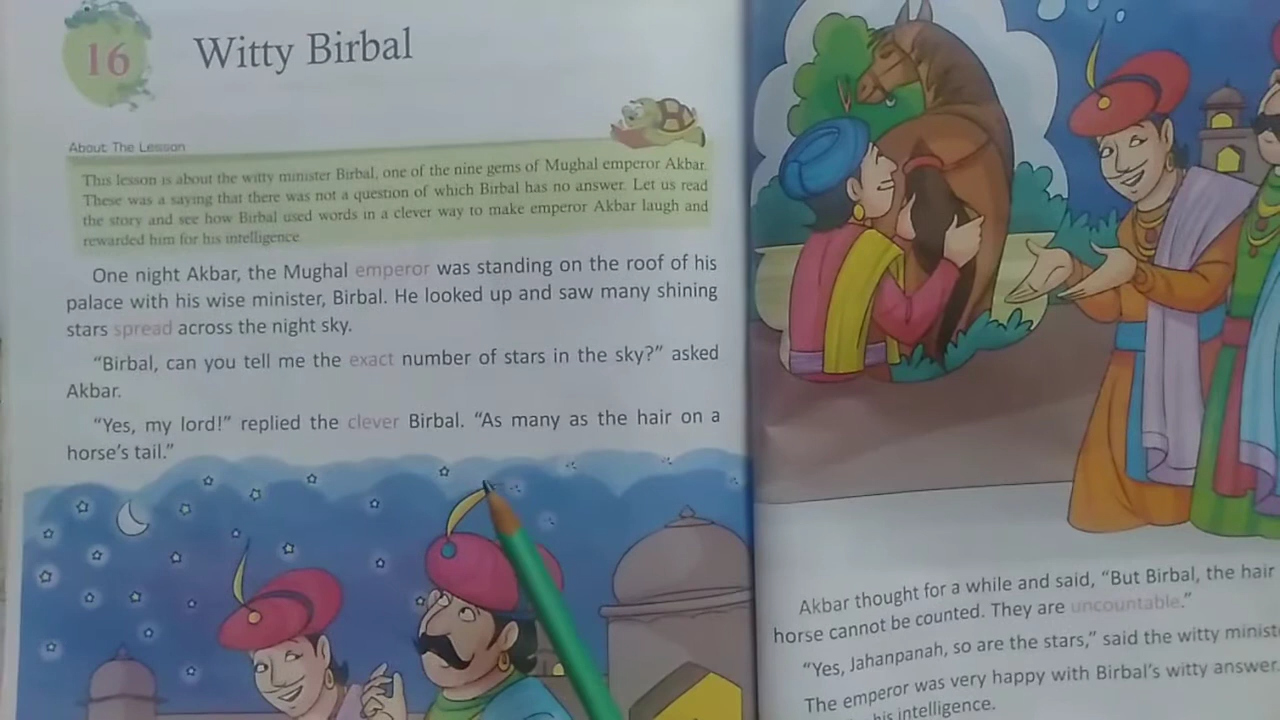 16
Witty Birbal
About The Lesson
This lesson is about the witty minister Birbal, one of the nine gems of Mughal emperor Akbar.
These was a saying that there was not a question of which Birbal has no answer. Let us read
the story and see how Birbal used words in a clever way to make emperor Akbar laugh and
rewarded him for his intelligence.
One night Akbar, the Mughal emperor was standing on the roof of his
palace with his wise minister, Birbal. He looked up and saw many shining
stars spread across the night sky.
“Birbal, can you tell me the exact number of stars in the sky?” asked
Akbar.
“Yes, my lord!” replied the clever Birbal. “As many as the hair on a
horse’s tail.”
Akbar thought for a while and said, “But Birbal, the hair
horse cannot be counted. They are uncountable.”
“Yes, Jahanpanah, so are the stars,” said the witty
The emperor was very happy with Birbal’s witty answer.
his intelligence.